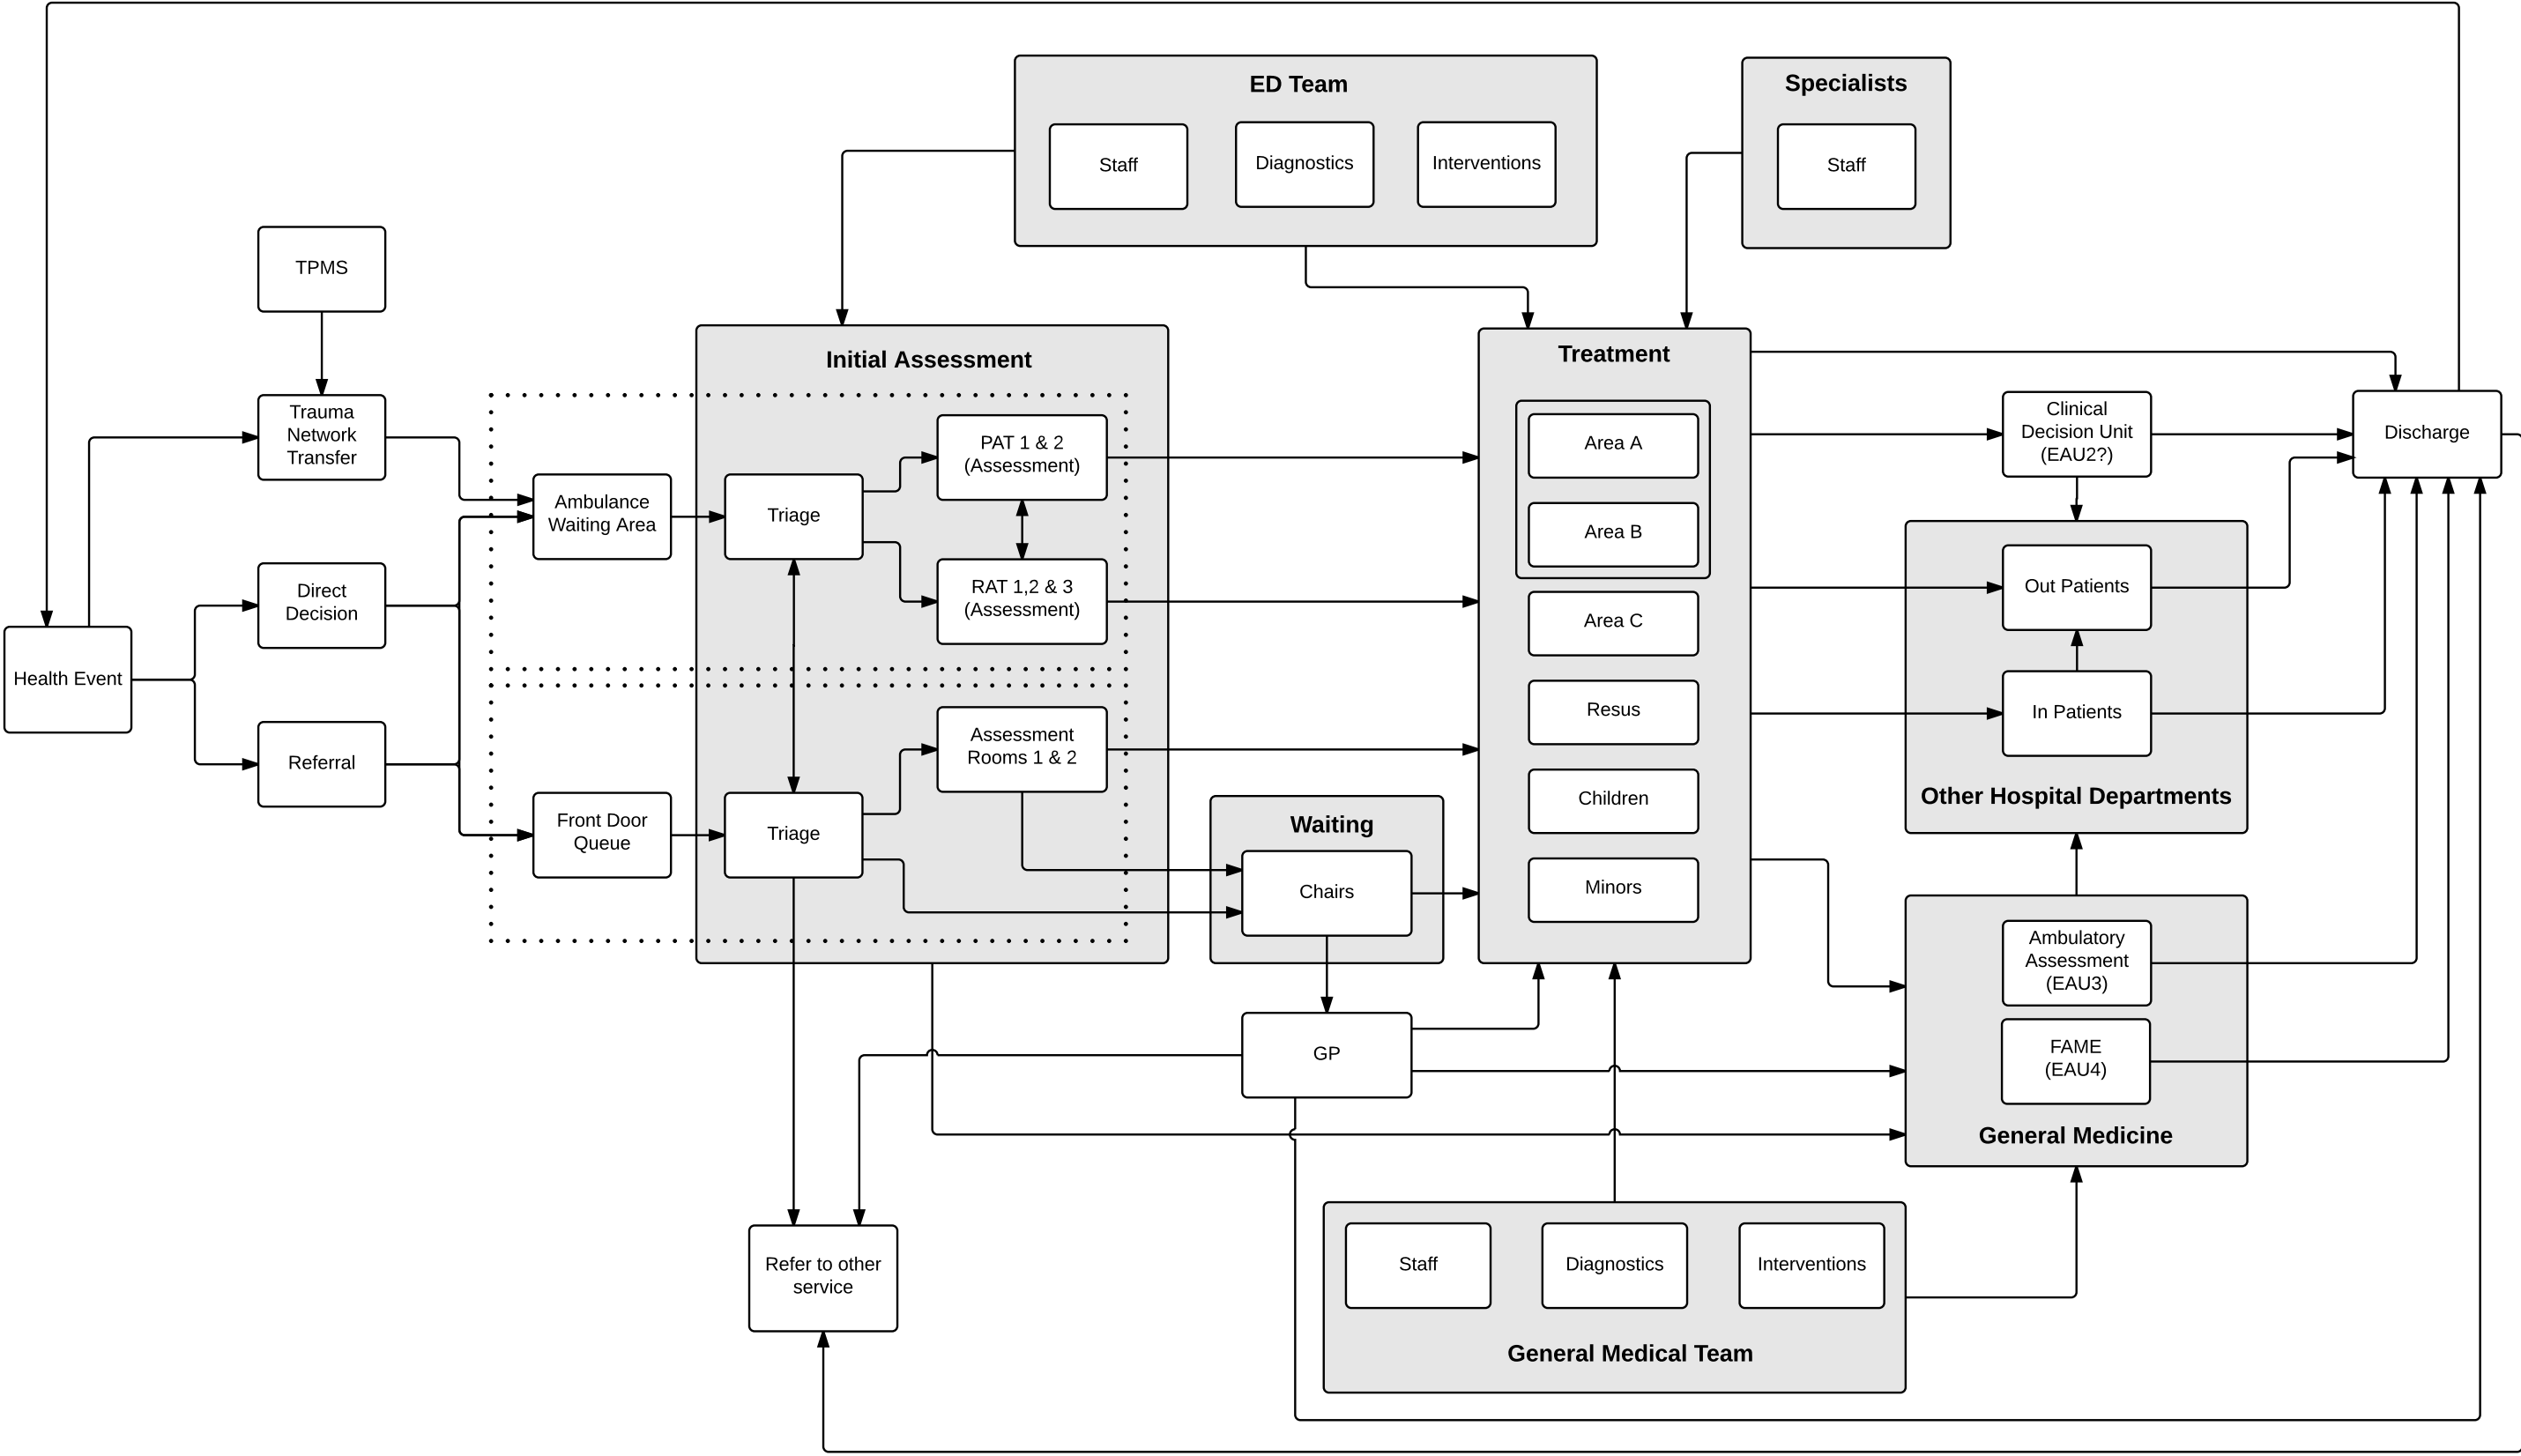 ED Team
Staff
Diagnostics
Interventions
Specialists
Staff
TPMS
Trauma
Network
Transfer
Direct
Decision
Health Event
Referral
Initial Assessment
Ambulance
Waiting Area
Triage
PAT 1 & 2
(Assessment)
RAT 1,2 & 3
(Assessment)
Front Door
Queue
Triage
Assessment
Rooms 1 & 2
Waiting
Chairs
GP
Treatment
Area A
Area B
Area C
Resus
Children
Minors
Clinical
Decision Unit
(EAU2?)
Discharge
Out Patients
In Patients
Other Hospital Departments
Ambulatory
Assessment
(EAU3)
FAME
(EAU4)
General Medicine
Refer to other
service
Staff
Diagnostics
Interventions
General Medical Team